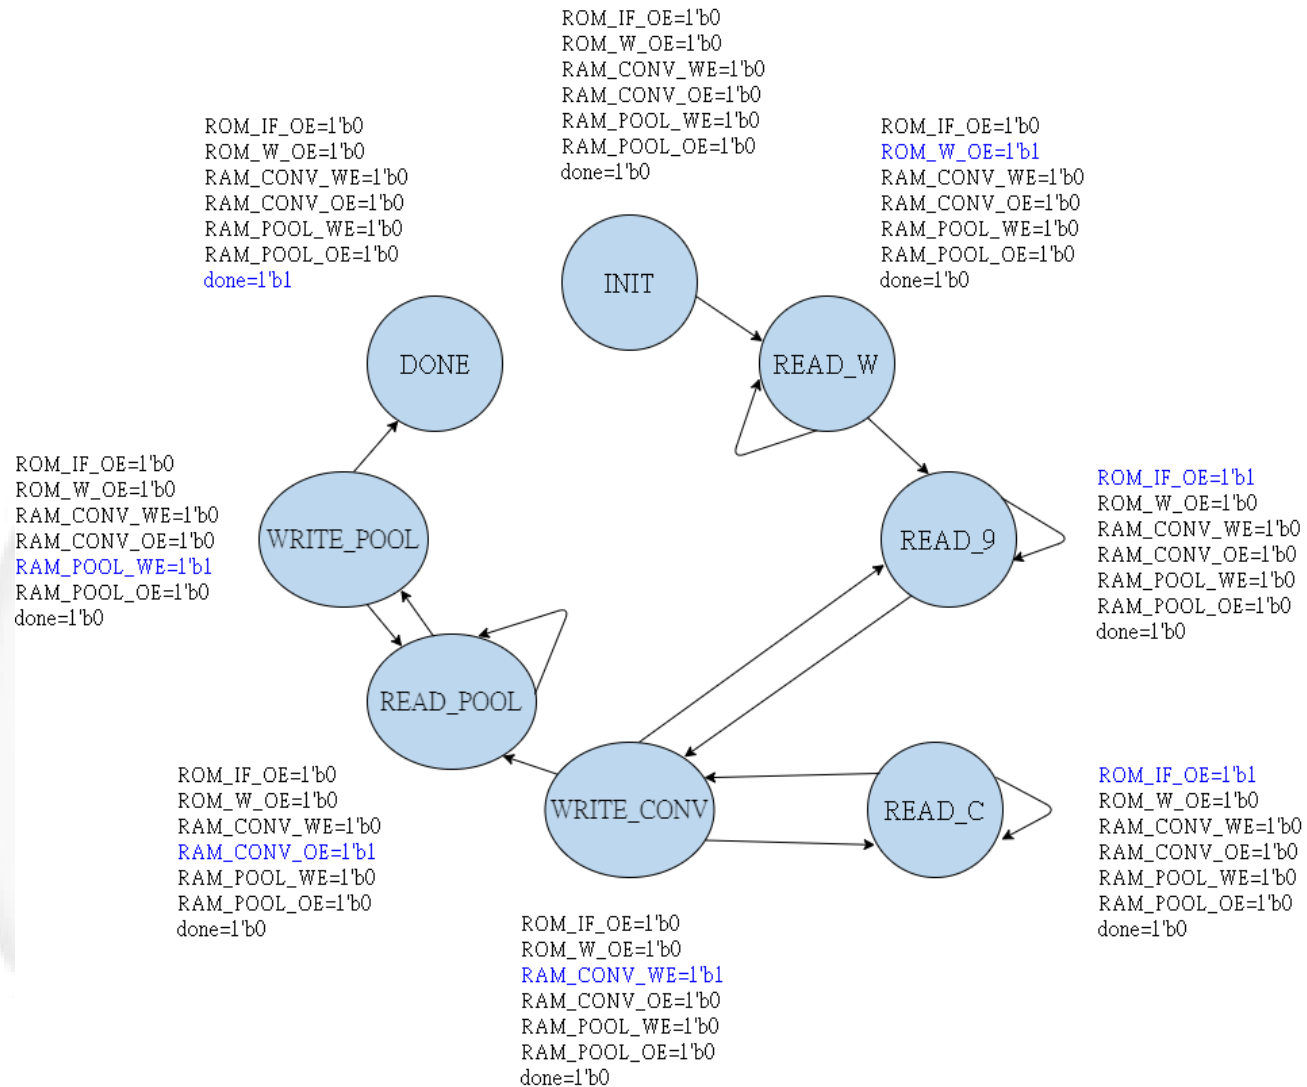 ROM_IF_OE=1'b0
ROM_W_OE=1'b0
RAM_CONV_WE=1'b0
RAM_CONV_OE=1'b0
RAM_POOL_WE=1'b0
RAM_POOL_OE=1'b0
done=1'b0
ROM_IF_OE=1'b0
ROM_W_OE=1'b0
RAM_CONV_WE=1'b0
RAM_CONV_OE=1'b0
RAM_POOL_WE=1'b0
RAM_POOL_OE=1'b0
done=1'b1
ROM_IF_OE=1'b0
ROM_W_OE=1'b1
RAM_CONV_WE=1'b0
RAM_CONV_OE=1'b0
RAM_POOL_WE=1'b0
RAM_POOL_OE=1'b0
done=1'b0
INIT
DONE
READ_W
ROM_IF_OE=1'b0
ROM_W_OE=1'b0
RAM_CONV_WE=1'b0
RAM_CONV_OE=1'b0
RAM_POOL_WE=1'b1
RAM_POOL_OE=1'b0
done=1'b0
WRITE_POOL
READ_9
ROM_IF_OE=1'b1
ROM_W_OE=1'b0
RAM_CONV_WE=1'b0
RAM_CONV_OE=1'b0
RAM_POOL_WE=1'b0
RAM_POOL_OE=1'b0
done=1'b0
READ_POOL
ROM_IF_OE=1'b0
ROM_W_OE=1'b0
RAM_CONV_WE=1'b0
RAM_CONV_OE=1'b1
RAM_POOL_WE=1'b0
RAM_POOL_OE=1'b0
done=1'b0
WRITE_CONV
READ_C
ROM_IF_OE=1'b1
ROM_W_OE=1'b0
RAM_CONV_WE=1'b0
RAM_CONV_OE=1'b0
RAM_POOL_WE=1'b0
RAM_POOL_OE=1'b0
done=1'b0
ROM_IF_OE=1'b0
ROM_W_OE=1'b0
RAM_CONV_WE=1'b1
RAM_CONV_OE=1'b0
RAM_POOL_WE=1'b0
RAM_POOL_OE=1'b0
done=1'b0